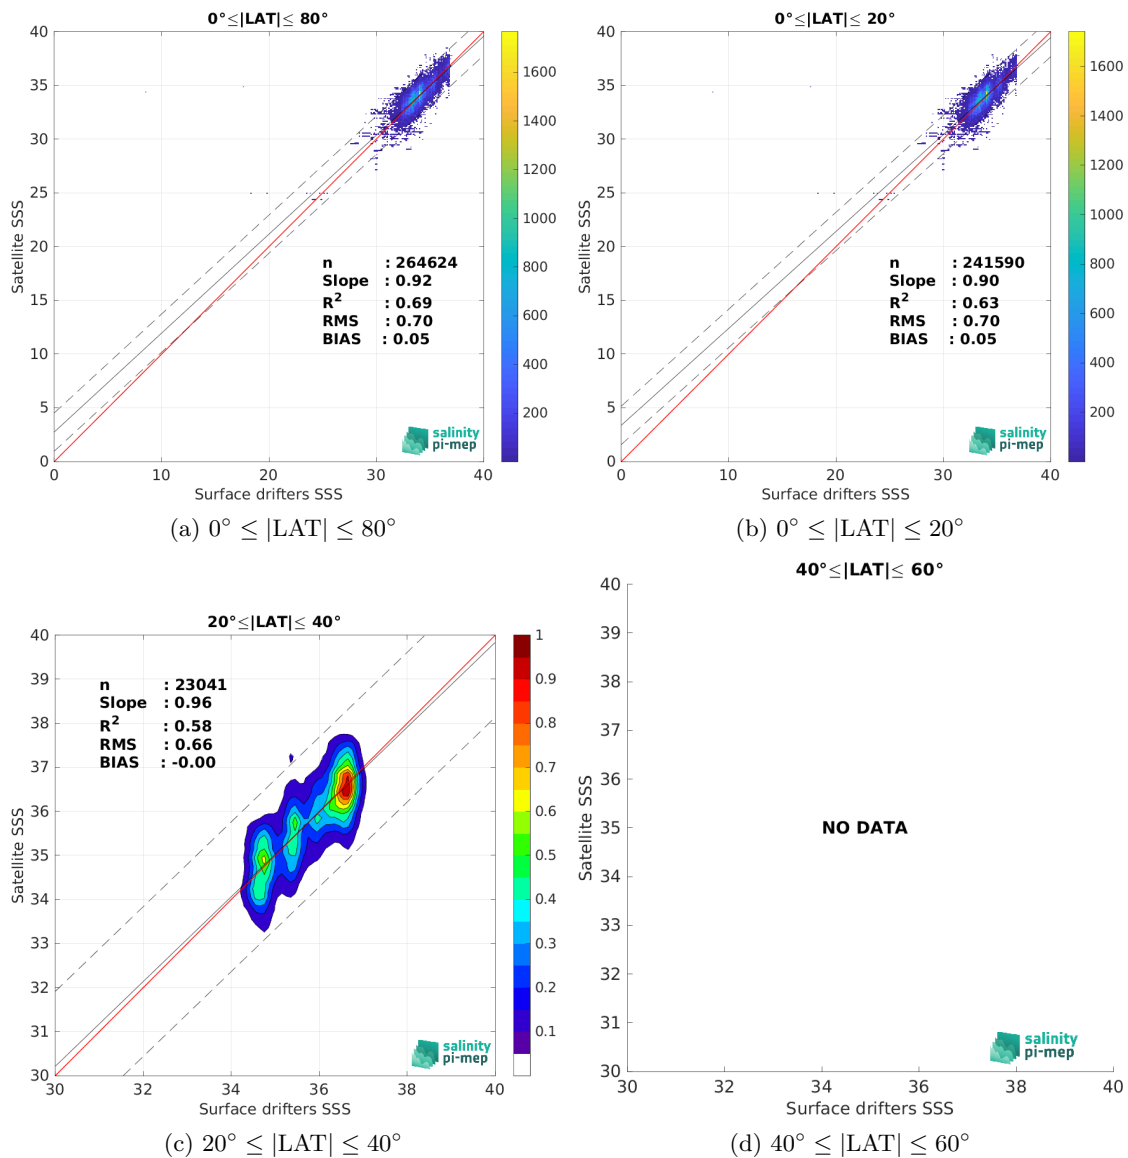 0°≤|LAT|≤ 80°
40
35
30
25
20
15
10
5
0
Satellite SSS
n : 264624
Slope : 0.92
R² : 0.69
RMS : 0.70
BIAS : 0.05
salinity
pi-mep
0 10 20 30 40
Surface drifters SSS
1600
1400
1200
1000
800
600
400
200
(a) 0° ≤ |LAT| ≤ 80°
0°≤|LAT|≤ 20°
40
35
30
25
20
15
10
5
0
Satellite SSS
n : 241590
Slope : 0.90
R² : 0.63
RMS : 0.70
BIAS : 0.05
salinity
pi-mep
0 10 20 30 40
Surface drifters SSS
1600
1400
1200
1000
800
600
400
200
(b) 0° ≤ |LAT| ≤ 20°
20°≤|LAT|≤ 40°
40
39
38
37
36
35
34
33
32
31
30
Satellite SSS
n : 23041
Slope : 0.96
R² : 0.58
RMS : 0.66
BIAS : -0.00
salinity
pi-mep
30 32 34 36 38 40
Surface drifters SSS
1
0.9
0.8
0.7
0.6
0.5
0.4
0.3
0.2
0.1
(c) 20° ≤ |LAT| ≤ 40°
40°≤|LAT|≤ 60°
40
39
38
37
36
35
34
33
32
31
30
Satellite SSS
NO DATA
salinity
pi-mep
30 32 34 36 38 40
Surface drifters SSS
(d) 40° ≤ |LAT| ≤ 60°